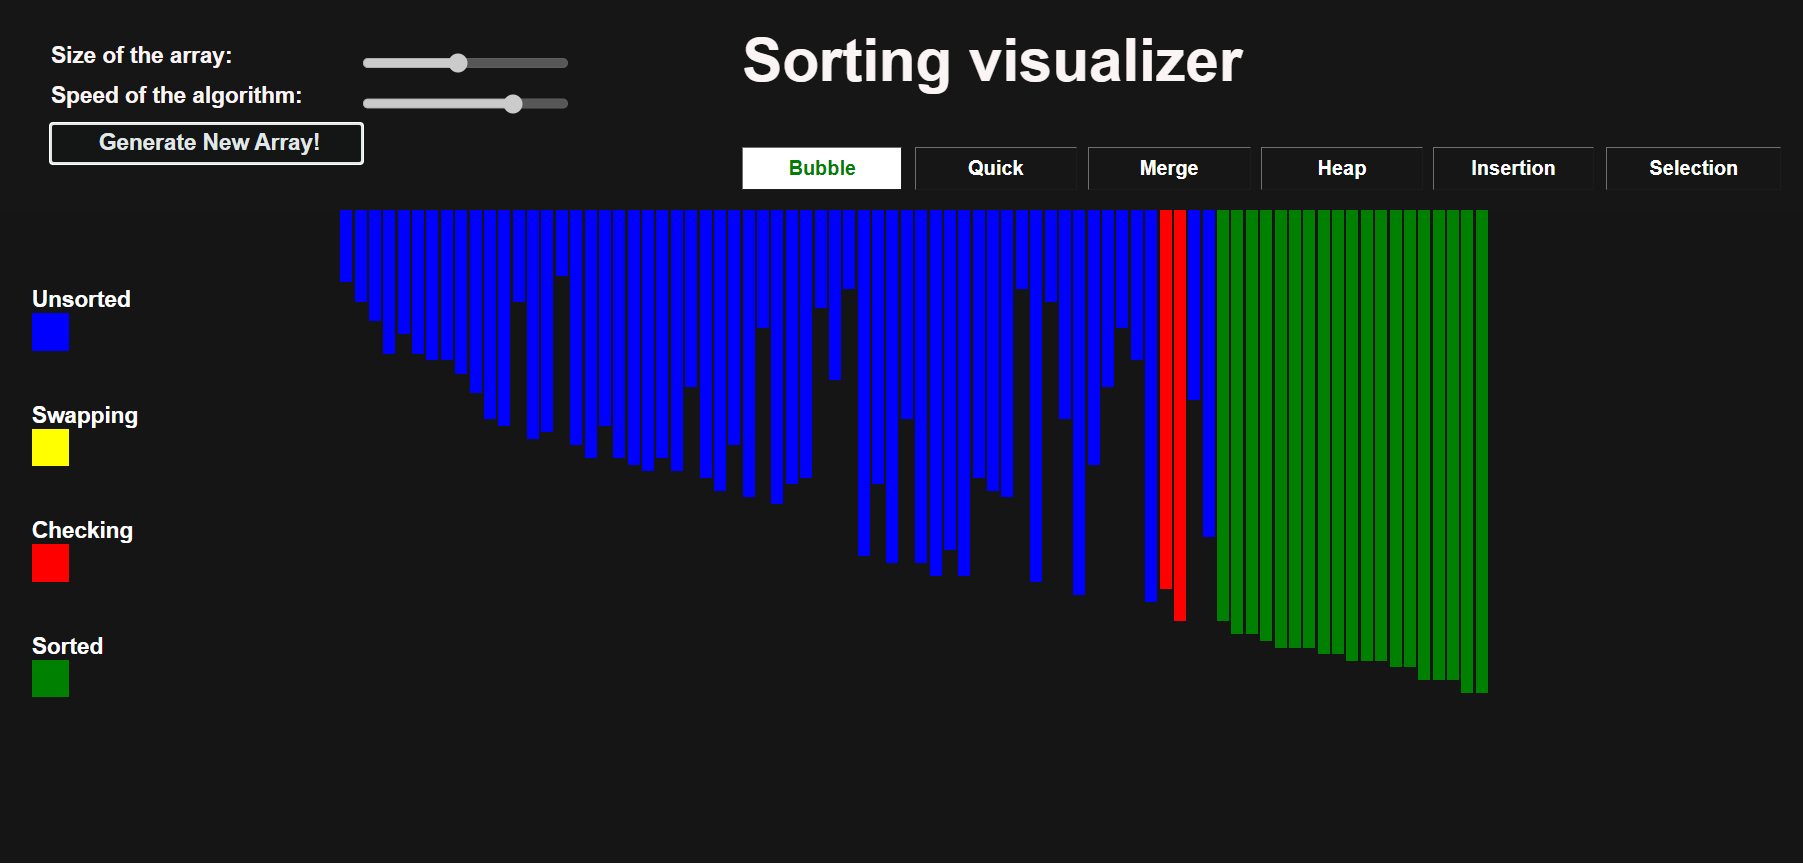 Size of the array:
Speed of the algorithm:
Generate New Array!
Sorting visualizer
Bubble
Quick
Merge
Heap
Insertion
Selection
Unsorted
Swapping
Checking
Sorted